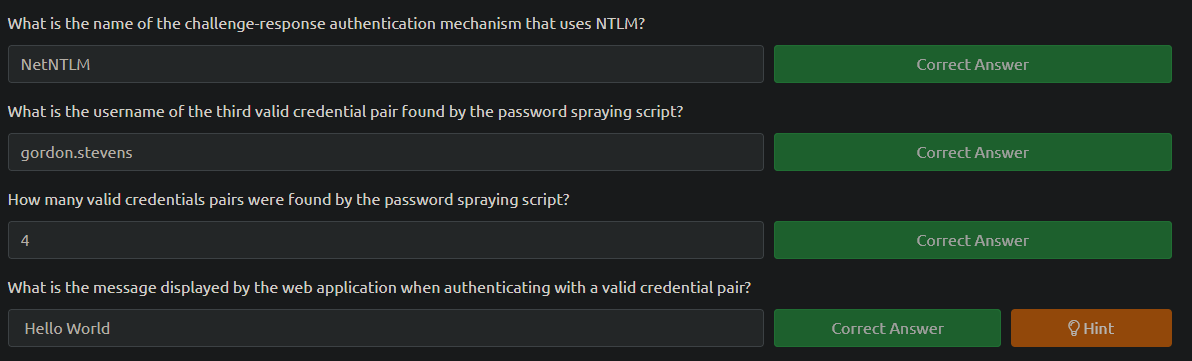 What is the name of the challenge-response authentication mechanism that uses NTLM?
NetNTLM Correct Answer
What is the username of the third valid credential pair found by the password spraying script?
gordon.stevens Correct Answer
How many valid credentials pairs were found by the password spraying script?
4 Correct Answer
What is the message displayed by the web application when authenticating with a valid credential pair?
Hello World Correct Answer Hint